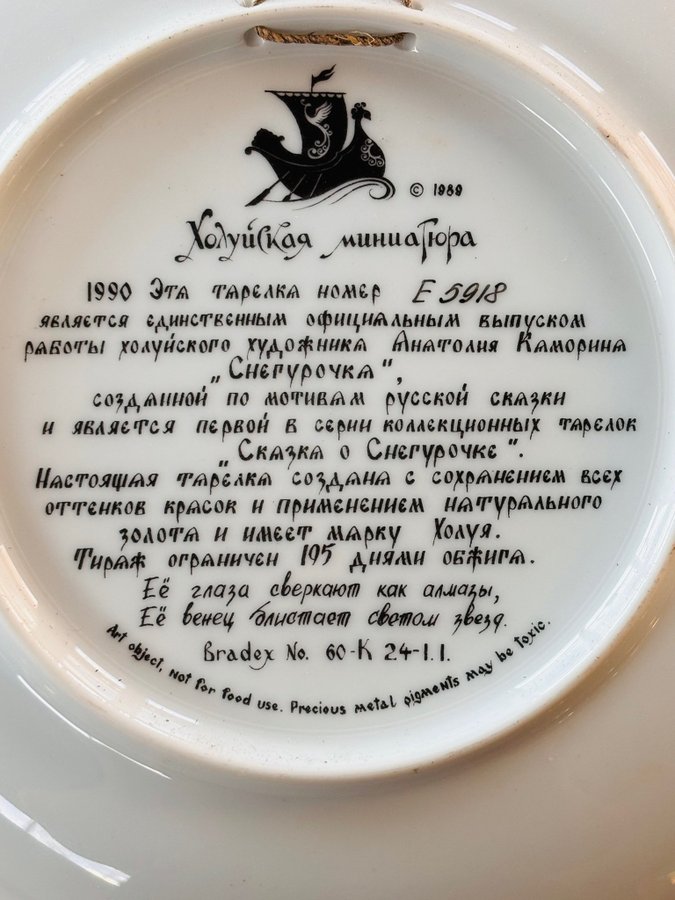 © 1989
Холуйская миниатюра
1990 Эта тарелка номер E 5918
является единственным официальным выпуском
работы холуйского художника Анатолия Каморина
„Снегурочка",
созданной по мотивам русской сказки
и является первой в серии коллекционных тарелок
„Сказка о Снегурочке".
Настоящая тарелка создана с сохранением всех
оттенков красок и применением натурального
золота и имеет марку Холуя.
Тираж ограничен 195 днями обжига.
Её глаза сверкают как алмазы,
Её венец блистает светом звезд.
Bradex No. 60-K 24-1.1.
Art object, not for food use. Precious metal pigments may be toxic.